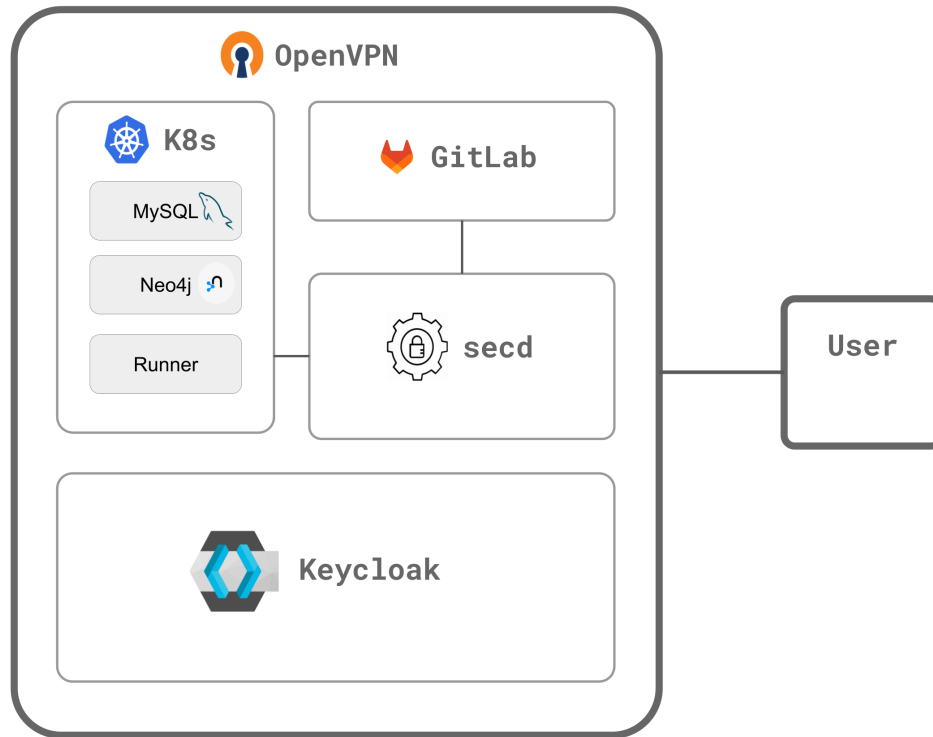 OpenVPN
K8s
MySQL
Neo4j
Runner
GitLab
secd
Keycloak
User